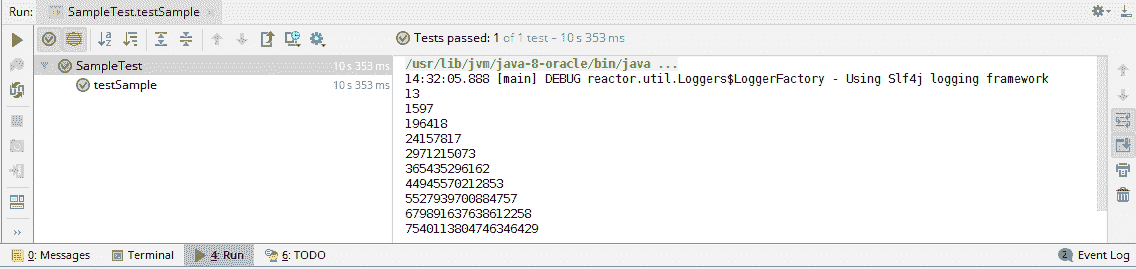 Run: SampleTest.testSample
Tests passed: 1 of 1 test – 10 s 353 ms
SampleTest 10 s 353 ms
testSample 10 s 353 ms
/usr/lib/jvm/java-8-oracle/bin/java ...
14:32:05.888 [main] DEBUG reactor.util.Loggers$LoggerFactory - Using Slf4j logging framework
13
1597
196418
24157817
2971215073
365435296162
44945570212853
5527939700884757
679891637638612258
7540113804746346429
0: Messages Terminal 4: Run 6: TODO 2 Event Log